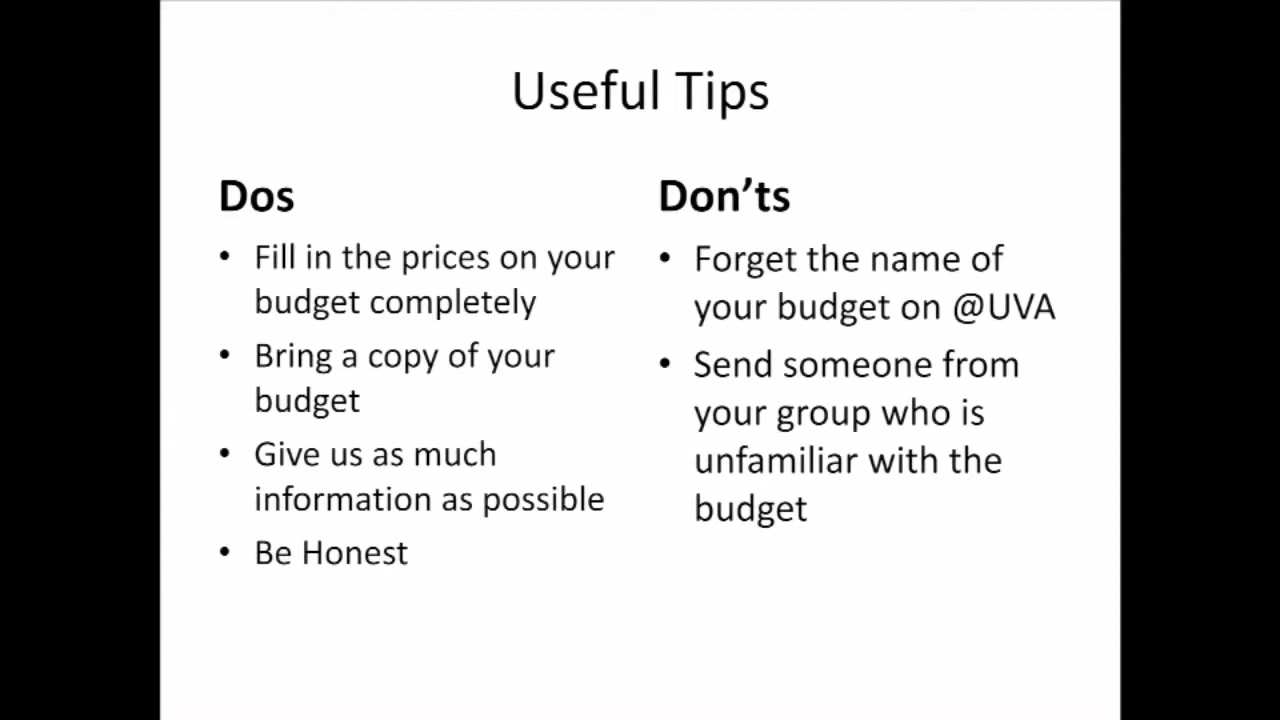 Useful Tips
Dos
• Fill in the prices on your
budget completely
• Bring a copy of your
budget
• Give us as much
information as possible
• Be Honest
Don’ts
• Forget the name of
your budget on @UVA
• Send someone from
your group who is
unfamiliar with the
budget